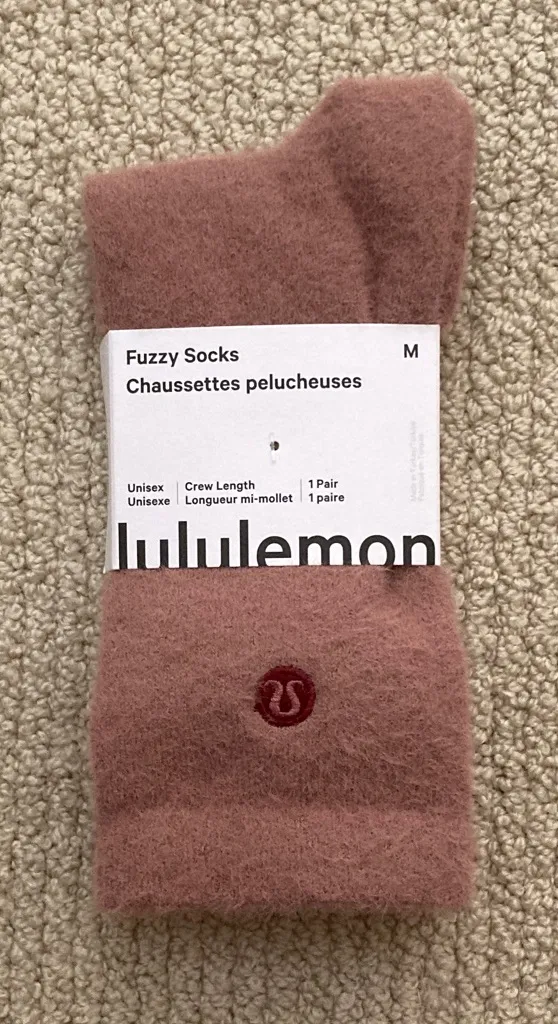 Fuzzy Socks
M
Chaussettes pelucheuses
Unisex
Unisexe
Crew Length
Longueur mi-mollet
1 Pair
1 paire
lululemon